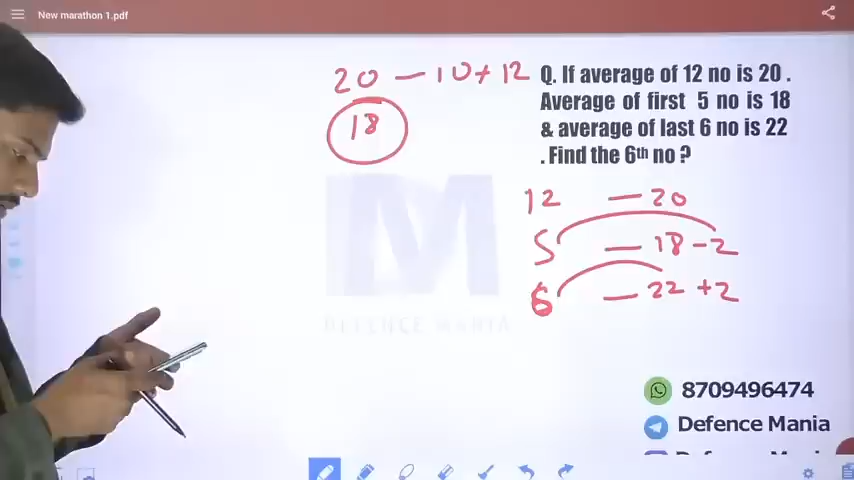 New marathon 1.pdf
20 — 10 + 12
18
Q. If average of 12 no is 20 .
Average of first 5 no is 18
& average of last 6 no is 22
. Find the 6th no ?
12 — 20
5 — 18 - 2
6 — 22 + 2
DEFENCE MANIA
8709496474
Defence Mania